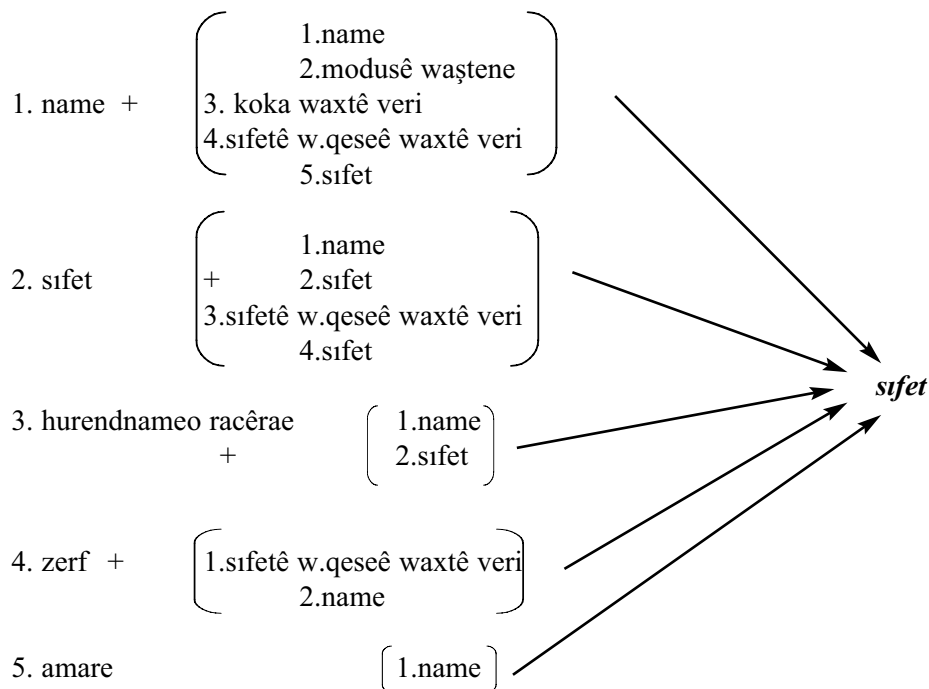 1.name
2.modusê waştene
1. name + 3. koka waxtê veri
4.sıfetê w.qeseê waxtê veri
5.sıfet
1.name
2. sıfet + 2.sıfet
3.sıfetê w.qeseê waxtê veri
4.sıfet
sıfet
3. hurendnameo racêrae 1.name
+ 2.sıfet
4. zerf + 1.sıfetê w.qeseê waxtê veri
2.name
5. amare 1.name